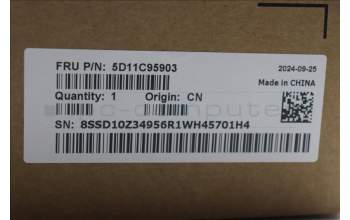 FRU P/N: 5D11C95903
2024-09-25
Made in CHINA
Quantity: 1 Origin: CN
SN: 8SSD10Z34956R1WH45701H4